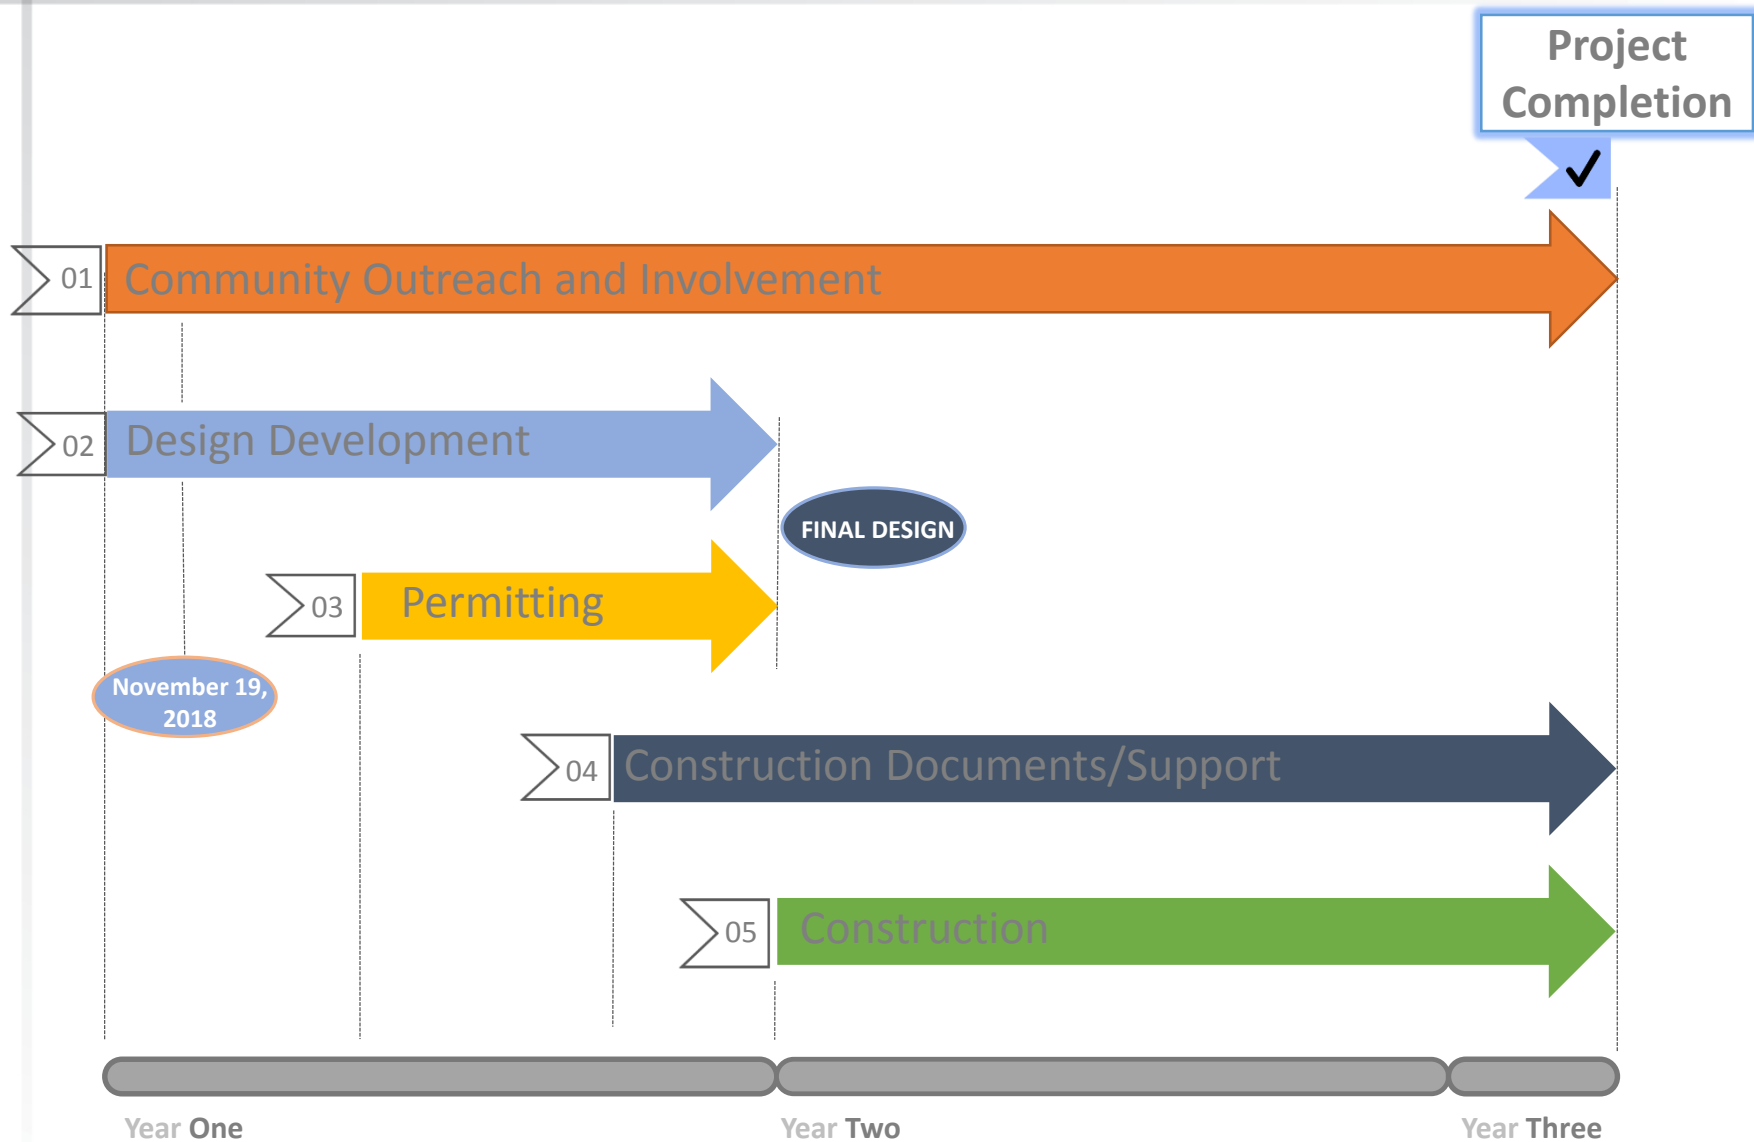 Project
Completion
01
Community Outreach and Involvement
02
Design Development
FINAL DESIGN
03
Permitting
November 19,
2018
04
Construction Documents/Support
05
Construction
Year One
Year Two
Year Three